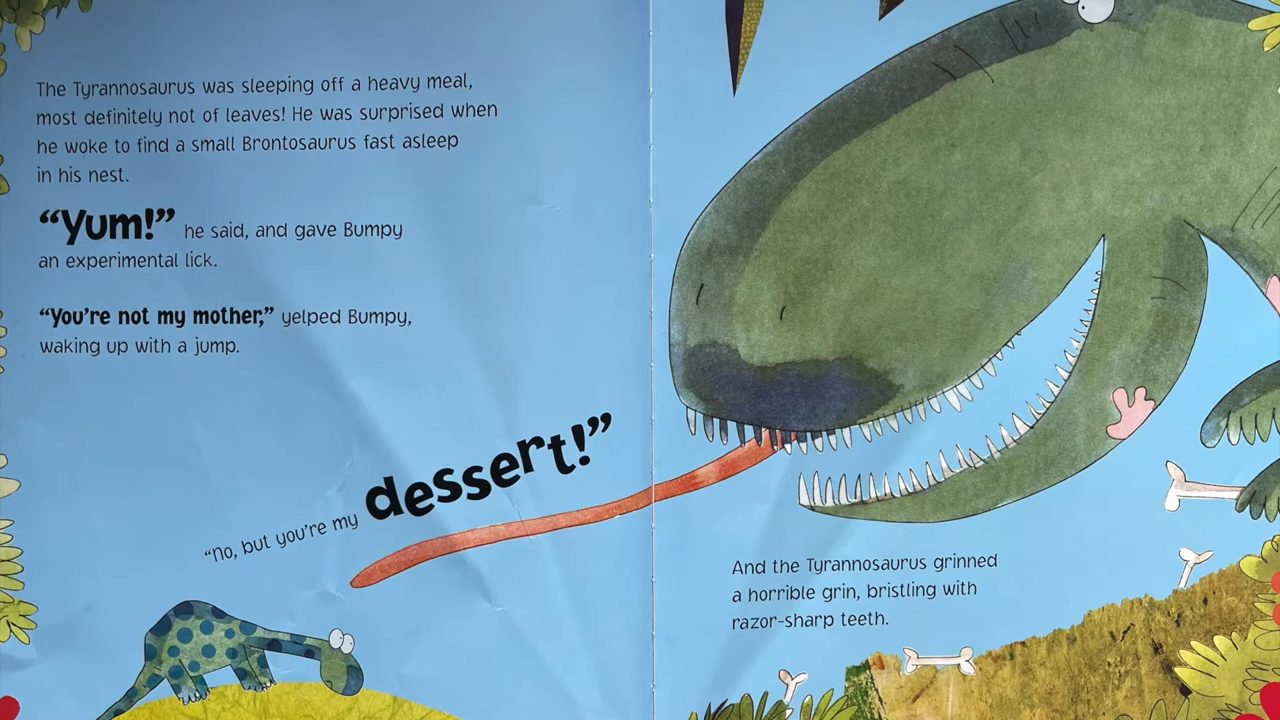 The Tyrannosaurus was sleeping off a heavy meal,
most definitely not of leaves! He was surprised when
he woke to find a small Brontosaurus fast asleep
in his nest.
“Yum!” he said, and gave Bumpy
an experimental lick.
“You’re not my mother,” yelped Bumpy,
waking up with a jump.
“No, but you’re my dessert!”
And the Tyrannosaurus grinned
a horrible grin, bristling with
razor-sharp teeth.